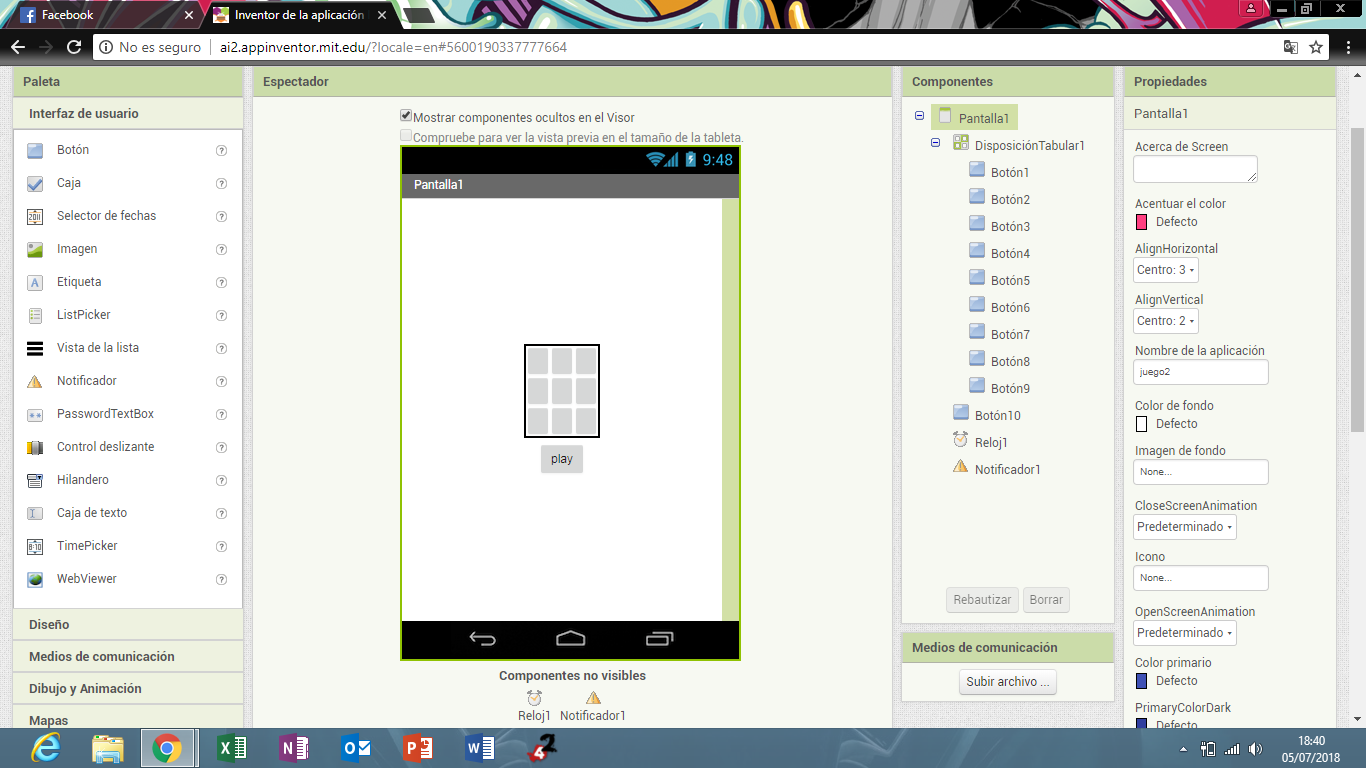 Facebook
Inventor de la aplicación
No es seguro
ai2.appinventor.mit.edu/?locale=en#5600190337777664
Paleta
Interfaz de usuario
Botón
Caja
Selector de fechas
Imagen
Etiqueta
ListPicker
Vista de la lista
Notificador
PasswordTextBox
Control deslizante
Hilandero
Caja de texto
TimePicker
WebViewer
Diseño
Medios de comunicación
Dibujo y Animación
Mapas
Espectador
Mostrar componentes ocultos en el Visor
Compruebe para ver la vista previa en el tamaño de la tableta.
9:48
Pantalla1
play
Componentes no visibles
Reloj1 Notificador1
Componentes
Pantalla1
DisposiciónTabular1
Botón1
Botón2
Botón3
Botón4
Botón5
Botón6
Botón7
Botón8
Botón9
Botón10
Reloj1
Notificador1
Rebautizar Borrar
Medios de comunicación
Subir archivo ...
Propiedades
Pantalla1
Acerca de Screen
Acentuar el color
Defecto
AlignHorizontal
Centro: 3
AlignVertical
Centro: 2
Nombre de la aplicación
juego2
Color de fondo
Defecto
Imagen de fondo
None...
CloseScreenAnimation
Predeterminado
Icono
None...
OpenScreenAnimation
Predeterminado
Color primario
Defecto
PrimaryColorDark
Defecto
18:40
05/07/2018